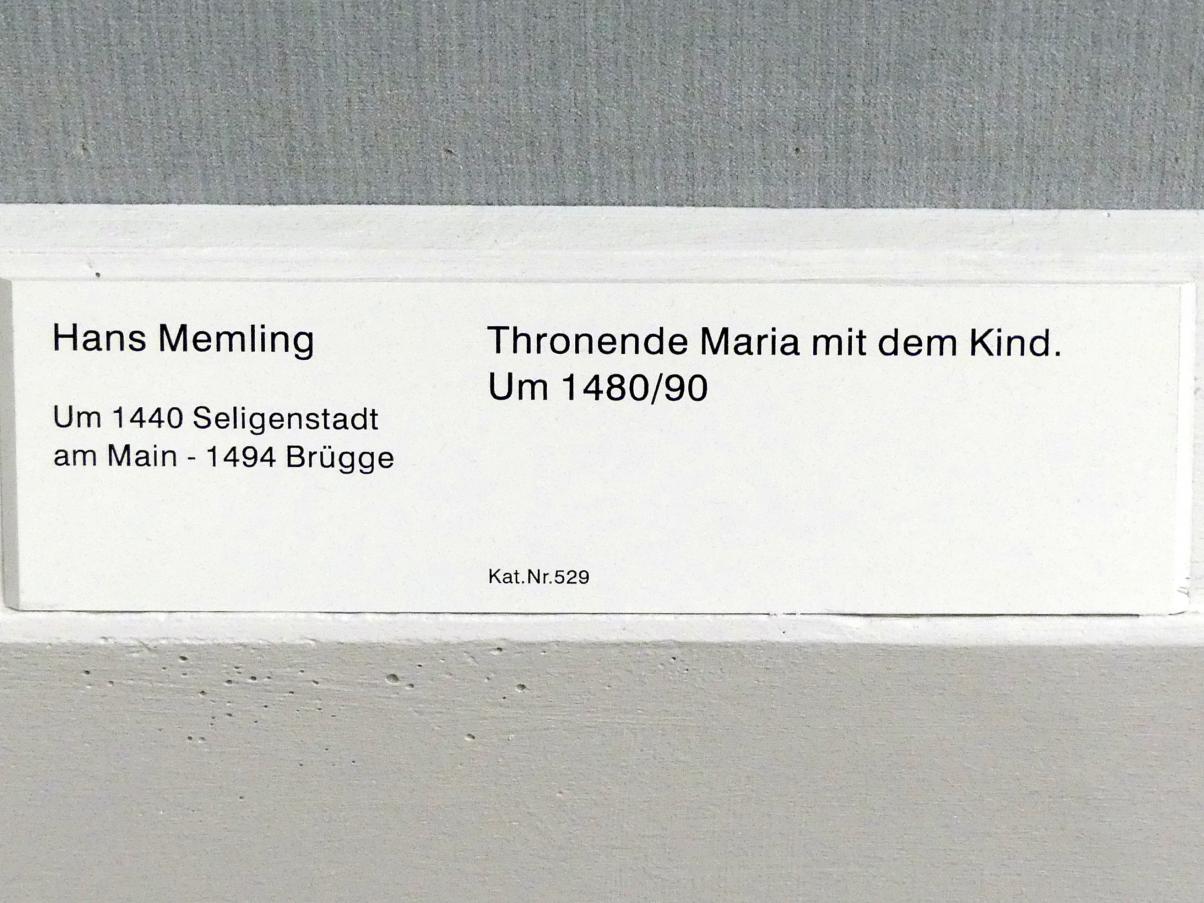 Hans Memling
Um 1440 Seligenstadt
am Main - 1494 Brügge
Thronende Maria mit dem Kind.
Um 1480/90
Kat.Nr.529